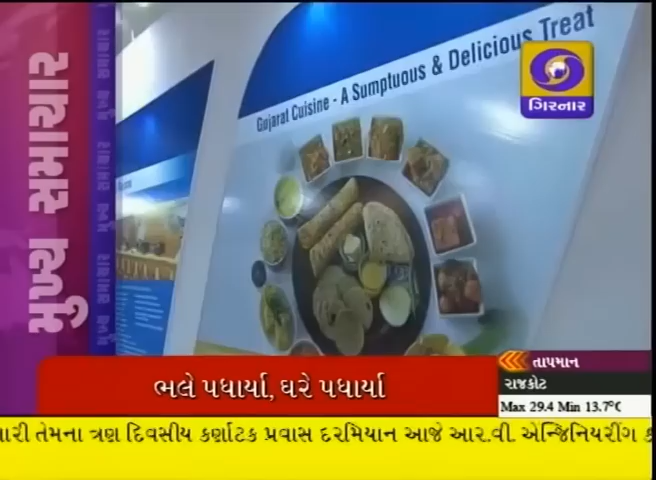 Gujarat Cuisine - A Sumptuous & Delicious Treat
ગિરનાર
મુખ્ય સમાચાર
ભલે પધાર્યા, ઘરે પધાર્યા
તાપમાન
રાજકોટ
Max 29.4 Min 13.7°C
તેમના ત્રણ દિવસીય કર્ણાટક પ્રવાસ દરમિયાન આજે આર.વી. એન્જિનિયરીંગ